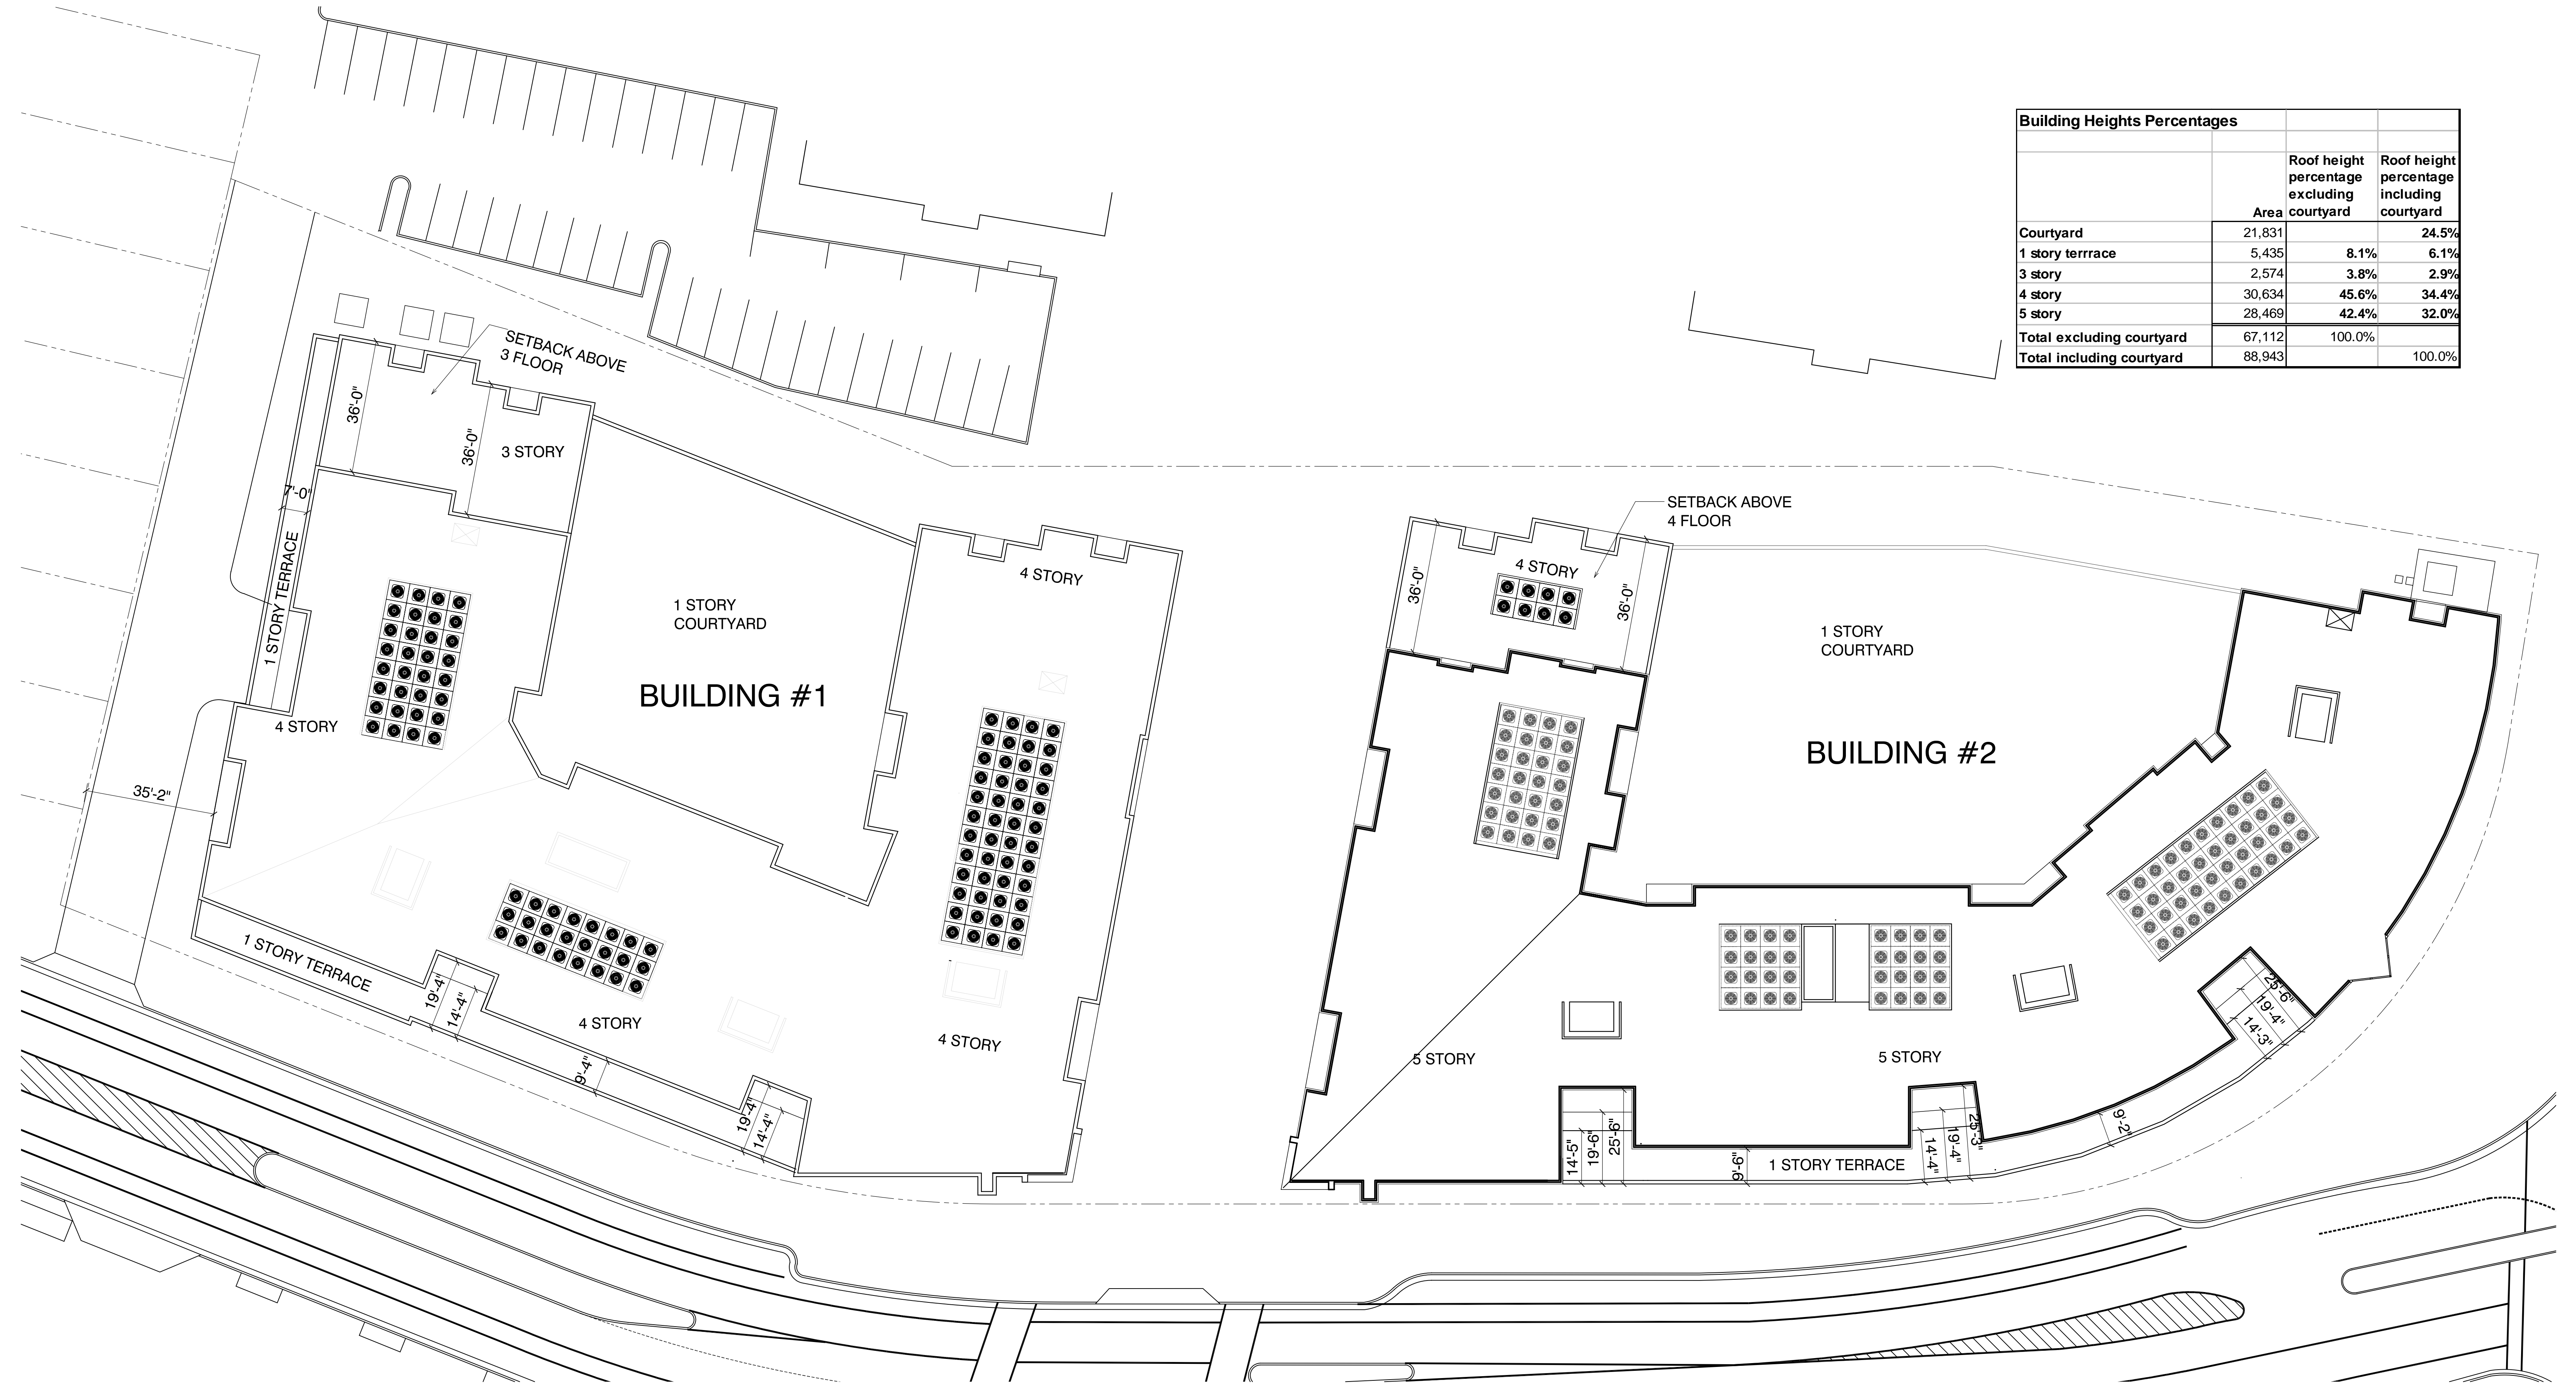 Building Heights Percentages
Area
Roof height percentage excluding courtyard
Roof height percentage including courtyard
Courtyard 21,831 24.5%
1 story terrrace 5,435 8.1% 6.1%
3 story 2,574 3.8% 2.9%
4 story 30,634 45.6% 34.4%
5 story 28,469 42.4% 32.0%
Total excluding courtyard 67,112 100.0%
Total including courtyard 88,943 100.0%
SETBACK ABOVE
3 FLOOR
36'-0"
36'-0"
3 STORY
7'-0"
1 STORY TERRACE
4 STORY
35'-2"
1 STORY
COURTYARD
BUILDING #1
4 STORY
1 STORY TERRACE
19'-4"
14'-4"
4 STORY
9'-4"
19'-4"
14'-4"
4 STORY
SETBACK ABOVE
4 FLOOR
36'-0"
4 STORY
36'-0"
1 STORY
COURTYARD
BUILDING #2
5 STORY
5 STORY
14'-5"
19'-6"
25'-6"
9'-6"
1 STORY TERRACE
14'-4"
19'-4"
25'-3"
9'-2"
25'-6"
19'-4"
14'-3"